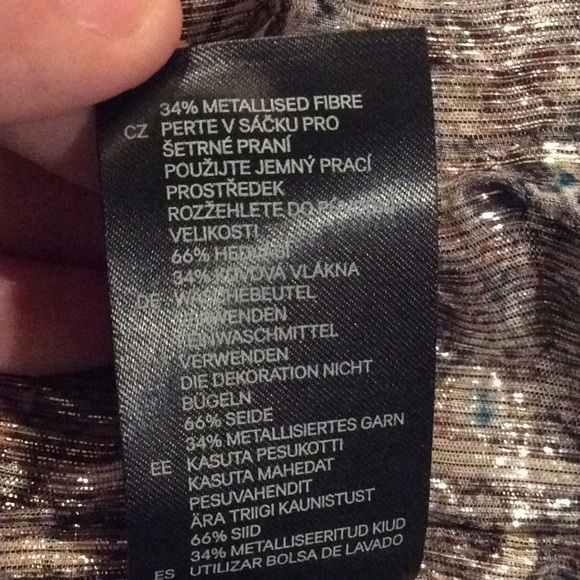 34% METALLISED FIBRE
CZ PERTE V SÁČKU PRO
ŠETRNÉ PRANÍ
POUŽIJTE JEMNÝ PRACÍ
PROSTŘEDEK
ROZŽEHLETE DO
VELIKOSTI
66% HEDVÁBÍ
34% KOVOVÁ VLÁKNA
DE WÄSCHEBEUTEL
VERWENDEN
FEINWASCHMITTEL
VERWENDEN
DIE DEKORATION NICHT
BÜGELN
66% SEIDE
34% METALLISIERTES GARN
EE KASUTA PESUKOTTI
KASUTA MAHEDAT
PESUVAHENDIT
ÄRA TRIIGI KAUNISTUST
66% SIID
34% METALLISEERITUD KIUD
ES UTILIZAR BOLSA DE LAVADO